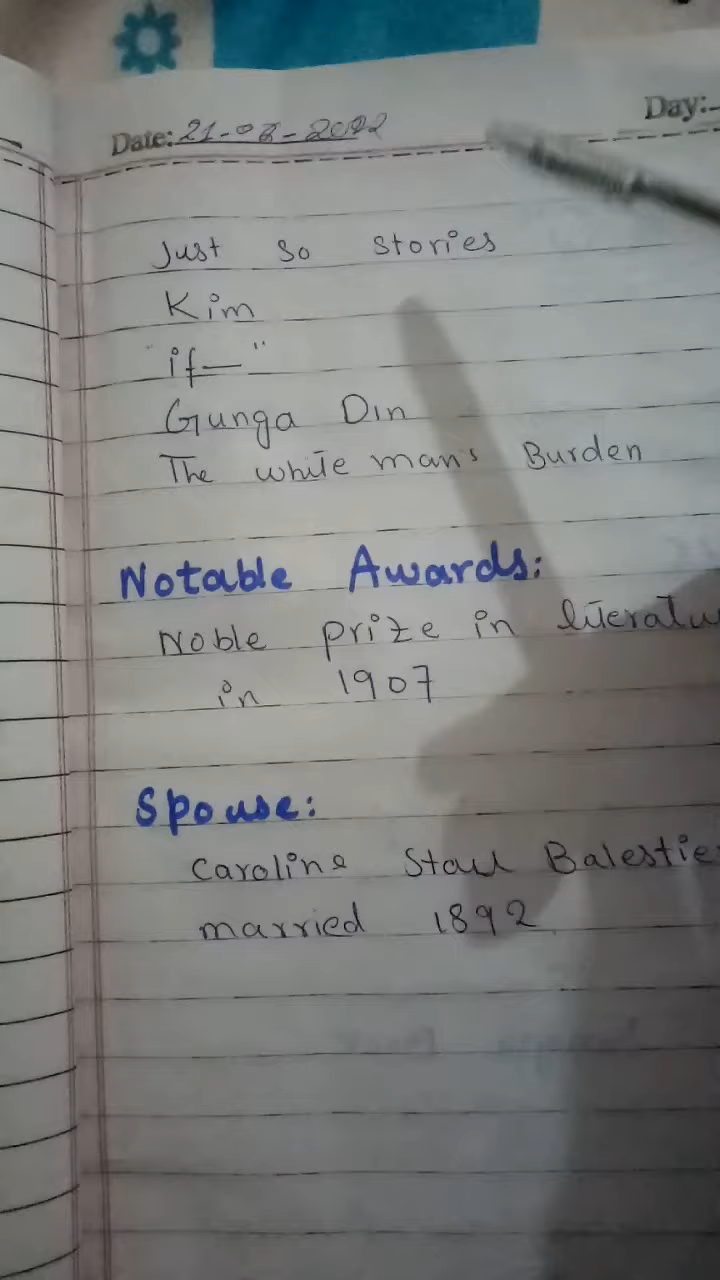 Day:
Date: 21-08-2022
Just so stories
Kim
"if—"
Gunga Din
The white man's Burden
Notable Awards:
Noble prize in literatu
in 1907
Spouse:
Caroline Starr Balestie
married 1892